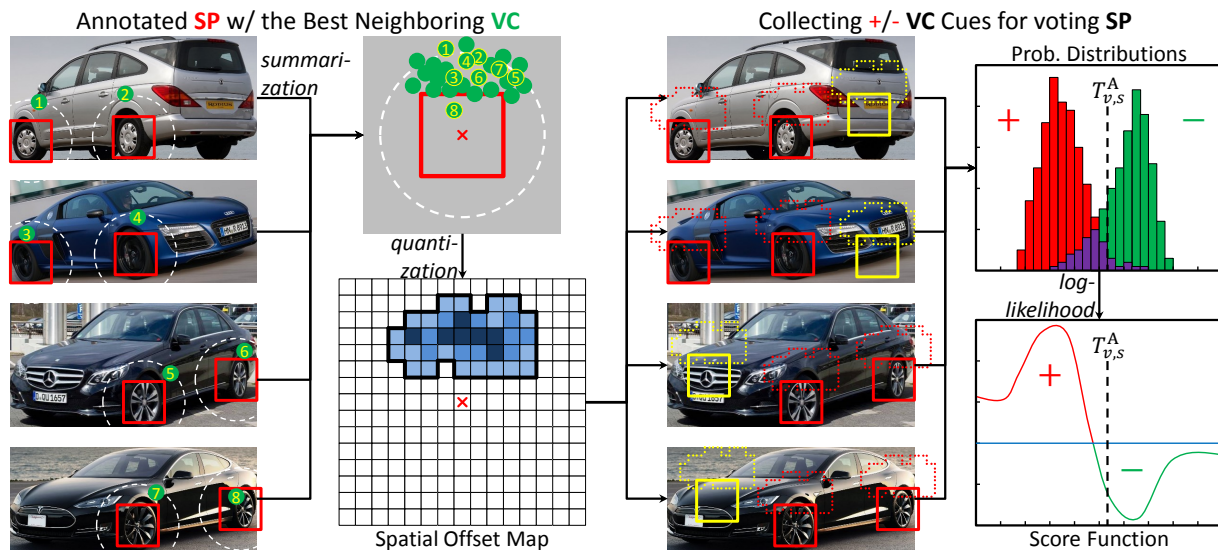 Annotated SP w/ the Best Neighboring VC
Collecting +/- VC Cues for voting SP
summari-
zation
1
2
3
4
5
6
7
8
1
4
2
7
3
6
5
8
×
quanti-
zation
×
Spatial Offset Map
D·QU1657
Prob. Distributions
T^A_{v,s}
+
−
log-
likelihood
T^A_{v,s}
+
−
Score Function